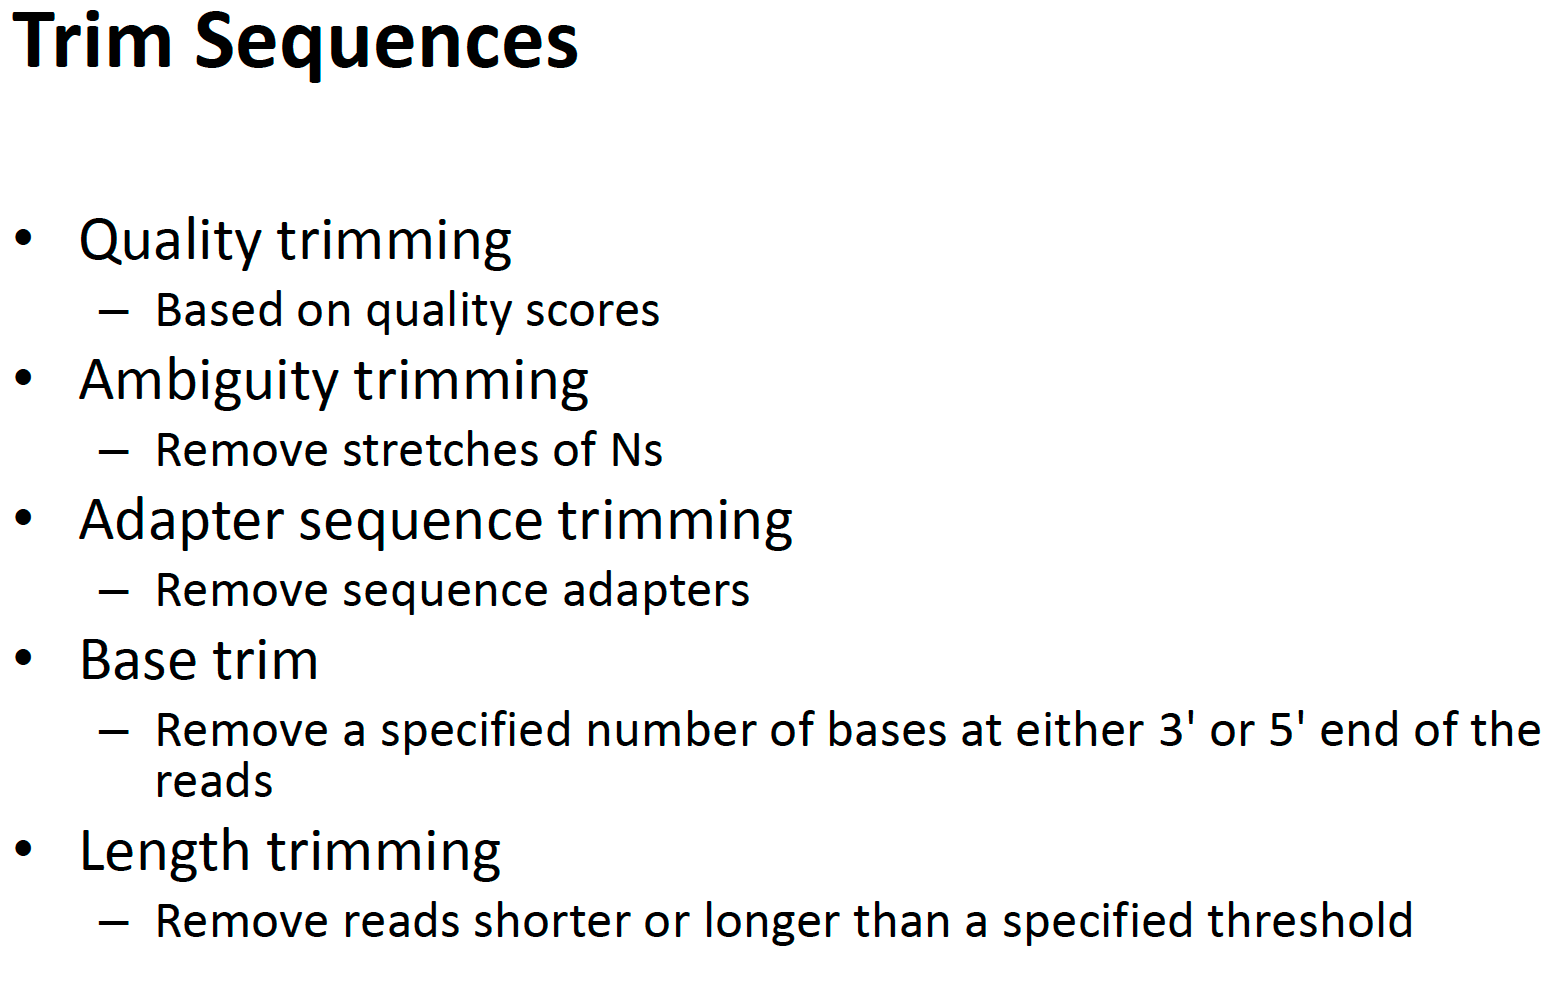 Trim Sequences
• Quality trimming
– Based on quality scores
• Ambiguity trimming
– Remove stretches of Ns
• Adapter sequence trimming
– Remove sequence adapters
• Base trim
– Remove a specified number of bases at either 3' or 5' end of the
reads
• Length trimming
– Remove reads shorter or longer than a specified threshold